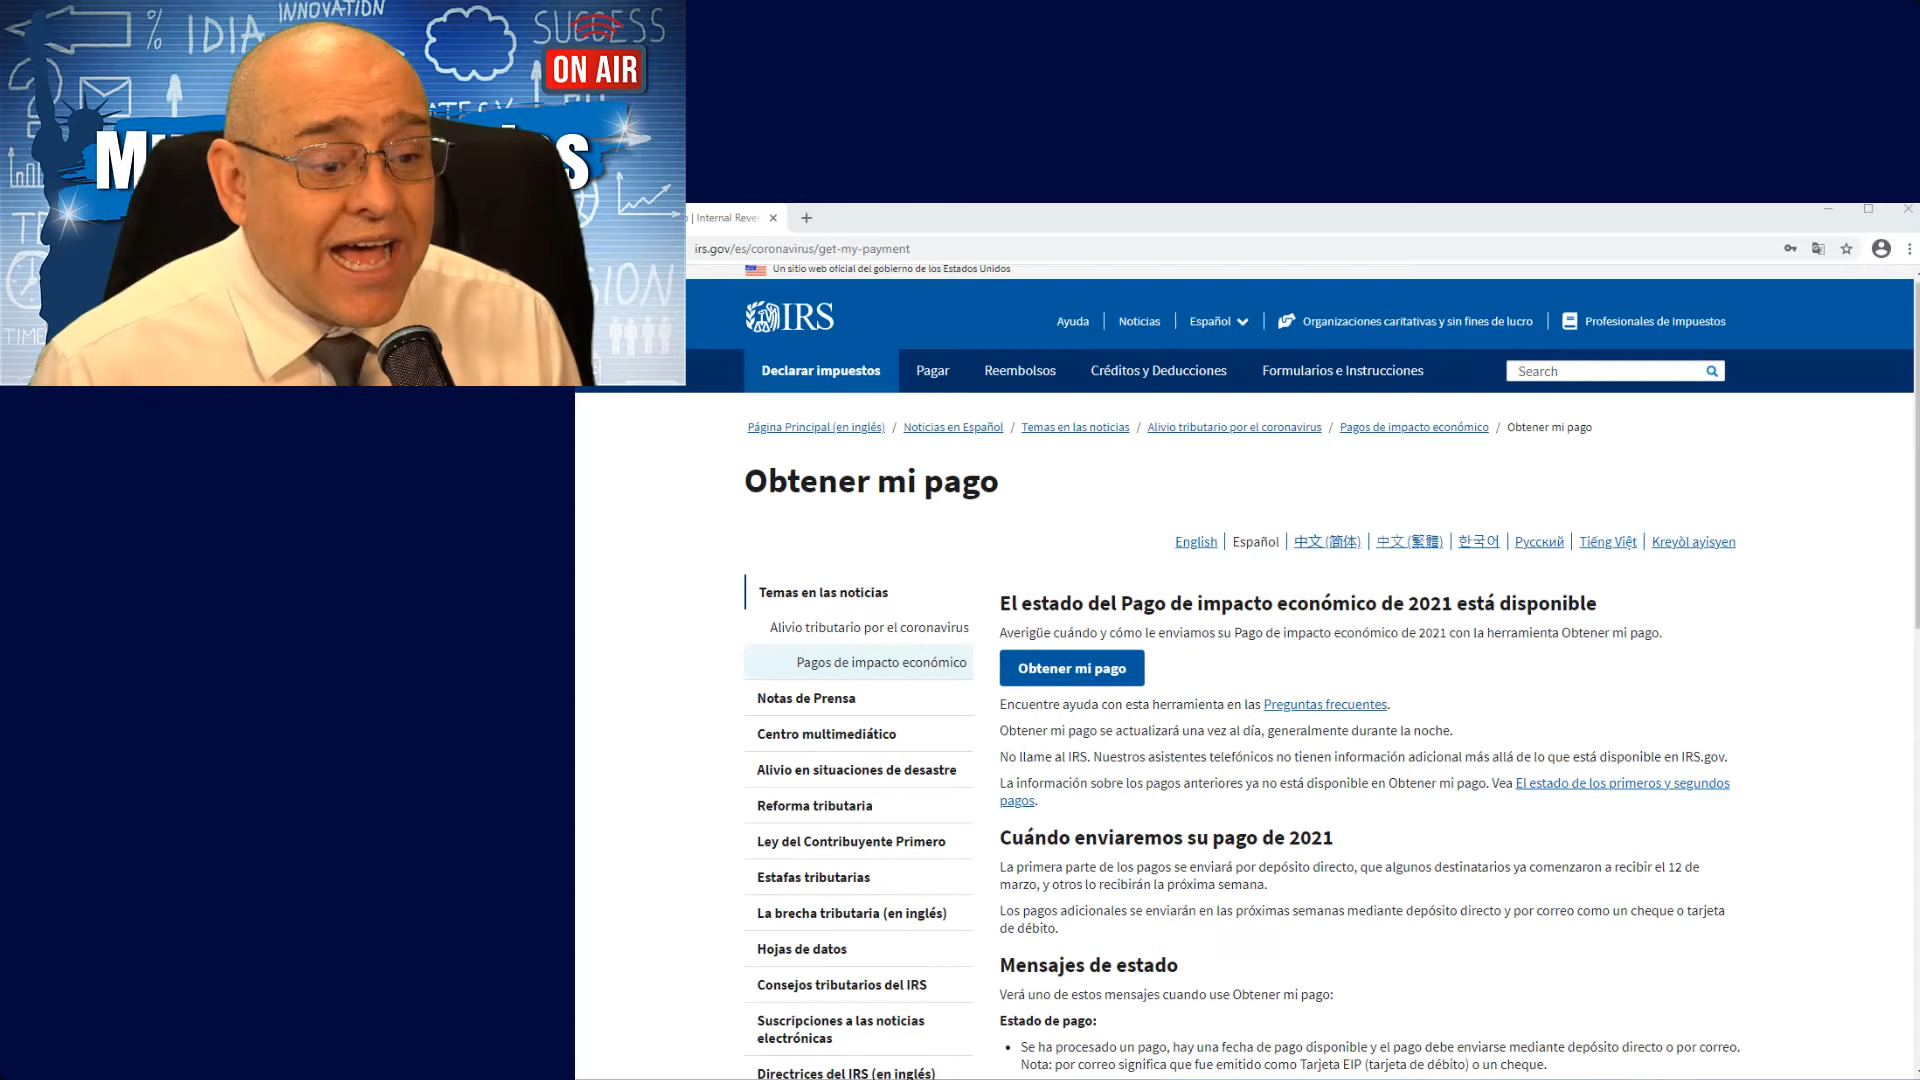 INNOVATION
%
IDIA
SUCCESS
ON AIR
irs.gov/es/coronavirus/get-my-payment
Un sitio web oficial del gobierno de los Estados Unidos
IRS
Ayuda
Noticias
Español
Organizaciones caritativas y sin fines de lucro
Profesionales de Impuestos
Declarar impuestos
Pagar
Reembolsos
Créditos y Deducciones
Formularios e Instrucciones
Search
Página Principal (en inglés) / Noticias en Español / Temas en las noticias / Alivio tributario por el coronavirus / Pagos de impacto económico / Obtener mi pago
Obtener mi pago
English | Español | 中文 (简体) | 中文 (繁體) | 한국어 | Русский | Tiếng Việt | Kreyòl ayisyen
Temas en las noticias
Alivio tributario por el coronavirus
Pagos de impacto económico
Notas de Prensa
Centro multimediático
Alivio en situaciones de desastre
Reforma tributaria
Ley del Contribuyente Primero
Estafas tributarias
La brecha tributaria (en inglés)
Hojas de datos
Consejos tributarios del IRS
Suscripciones a las noticias
electrónicas
Directrices del IRS (en inglés)
El estado del Pago de impacto económico de 2021 está disponible
Averigüe cuándo y cómo le enviamos su Pago de impacto económico de 2021 con la herramienta Obtener mi pago.
Obtener mi pago
Encuentre ayuda con esta herramienta en las Preguntas frecuentes.
Obtener mi pago se actualizará una vez al día, generalmente durante la noche.
No llame al IRS. Nuestros asistentes telefónicos no tienen información adicional más allá de lo que está disponible en IRS.gov.
La información sobre los pagos anteriores ya no está disponible en Obtener mi pago. Vea El estado de los primeros y segundos
pagos.
Cuándo enviaremos su pago de 2021
La primera parte de los pagos se enviará por depósito directo, que algunos destinatarios ya comenzaron a recibir el 12 de
marzo, y otros lo recibirán la próxima semana.
Los pagos adicionales se enviarán en las próximas semanas mediante depósito directo y por correo como un cheque o tarjeta
de débito.
Mensajes de estado
Verá uno de estos mensajes cuando use Obtener mi pago:
Estado de pago:
• Se ha procesado un pago, hay una fecha de pago disponible y el pago debe enviarse mediante depósito directo o por correo.
Nota: por correo significa que fue emitido como Tarjeta EIP (tarjeta de débito) o un cheque.